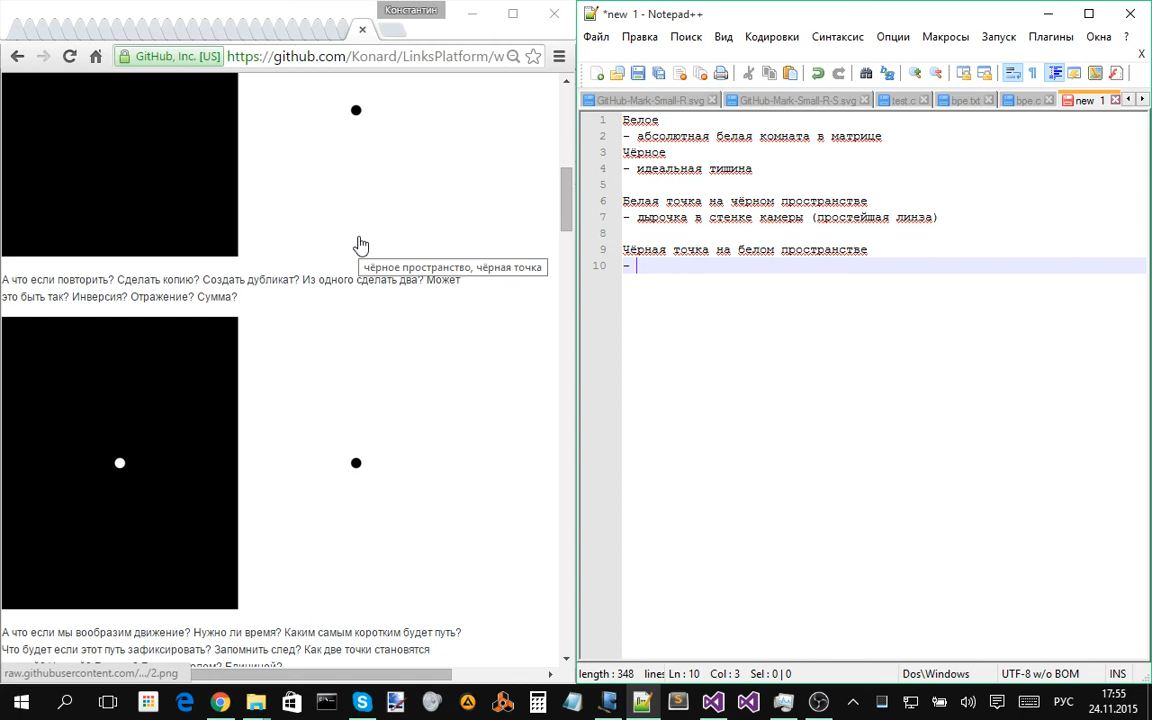 Константин
*new 1 - Notepad++
GitHub, Inc. [US]
https://github.com/Konard/LinksPlatform/w
Файл Правка Поиск Вид Кодировки Синтаксис Опции Макросы Запуск Плагины Окна ?
X
GitHub-Mark-Small-R.svg
GitHub-Mark-Small-R-S.svg
test.c
bpe.txt
bpe.c
new 1
чёрное пространство, чёрная точка
А что если повторить? Сделать копию? Создать дубликат? Из одного сделать два? Может
это быть так? Инверсия? Отражение? Сумма?
А что если мы вообразим движение? Нужно ли время? Каким самым коротким будет путь?
Что будет если этот путь зафиксировать? Запомнить след? Как две точки становятся
raw.githubusercontent.com/.../2.png
1 Белое
2 - абсолютная белая комната в матрице
3 Чёрное
4 - идеальная тишина
5
6 Белая точка на чёрном пространстве
7 - дырочка в стенке камеры (простейшая линза)
8
9 Чёрная точка на белом пространстве
10 -
length : 348 lines Ln : 10 Col : 3 Sel : 0 | 0
Dos\Windows
UTF-8 w/o BOM
INS
РУС
17:55
24.11.2015